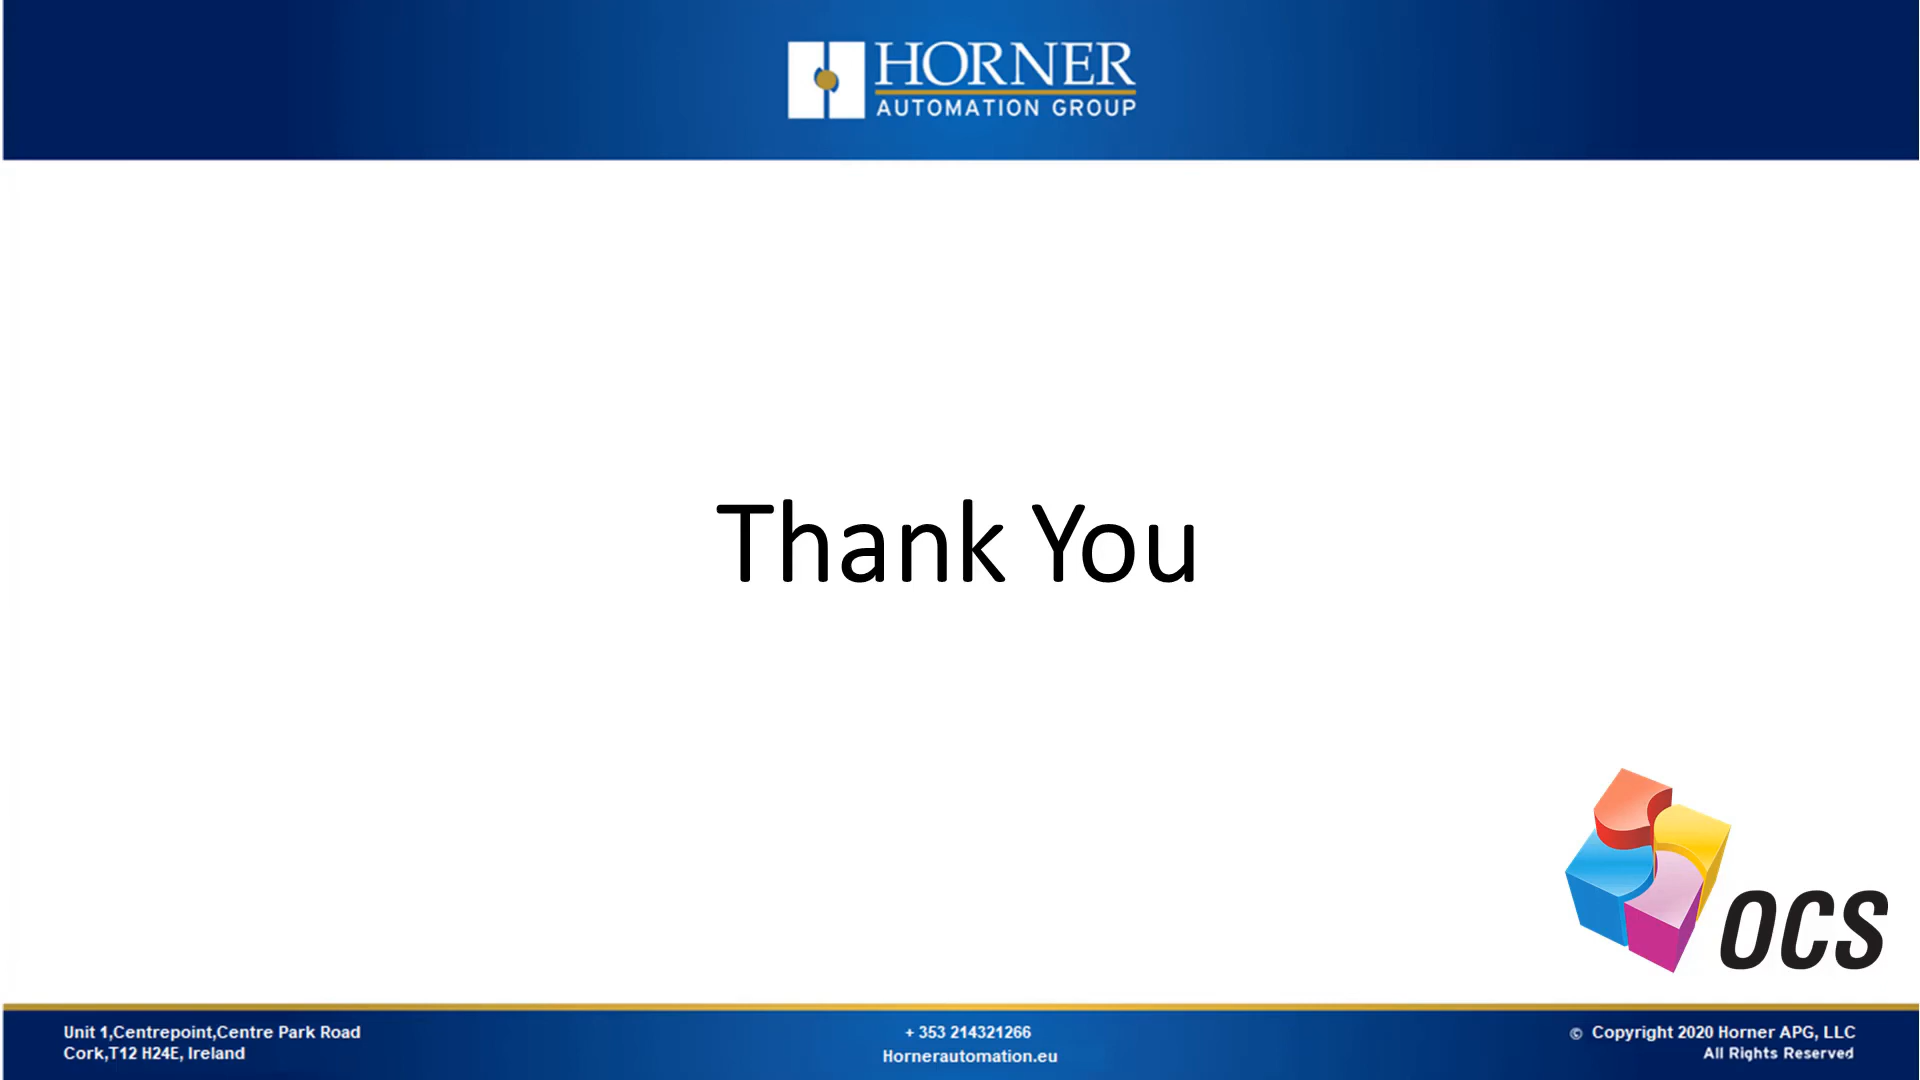 HORNER
AUTOMATION GROUP
Thank You
OCS
Unit 1,Centrepoint,Centre Park Road
Cork,T12 H24E, Ireland
+ 353 214321266
Hornerautomation.eu
© Copyright 2020 Horner APG, LLC
All Rights Reserved